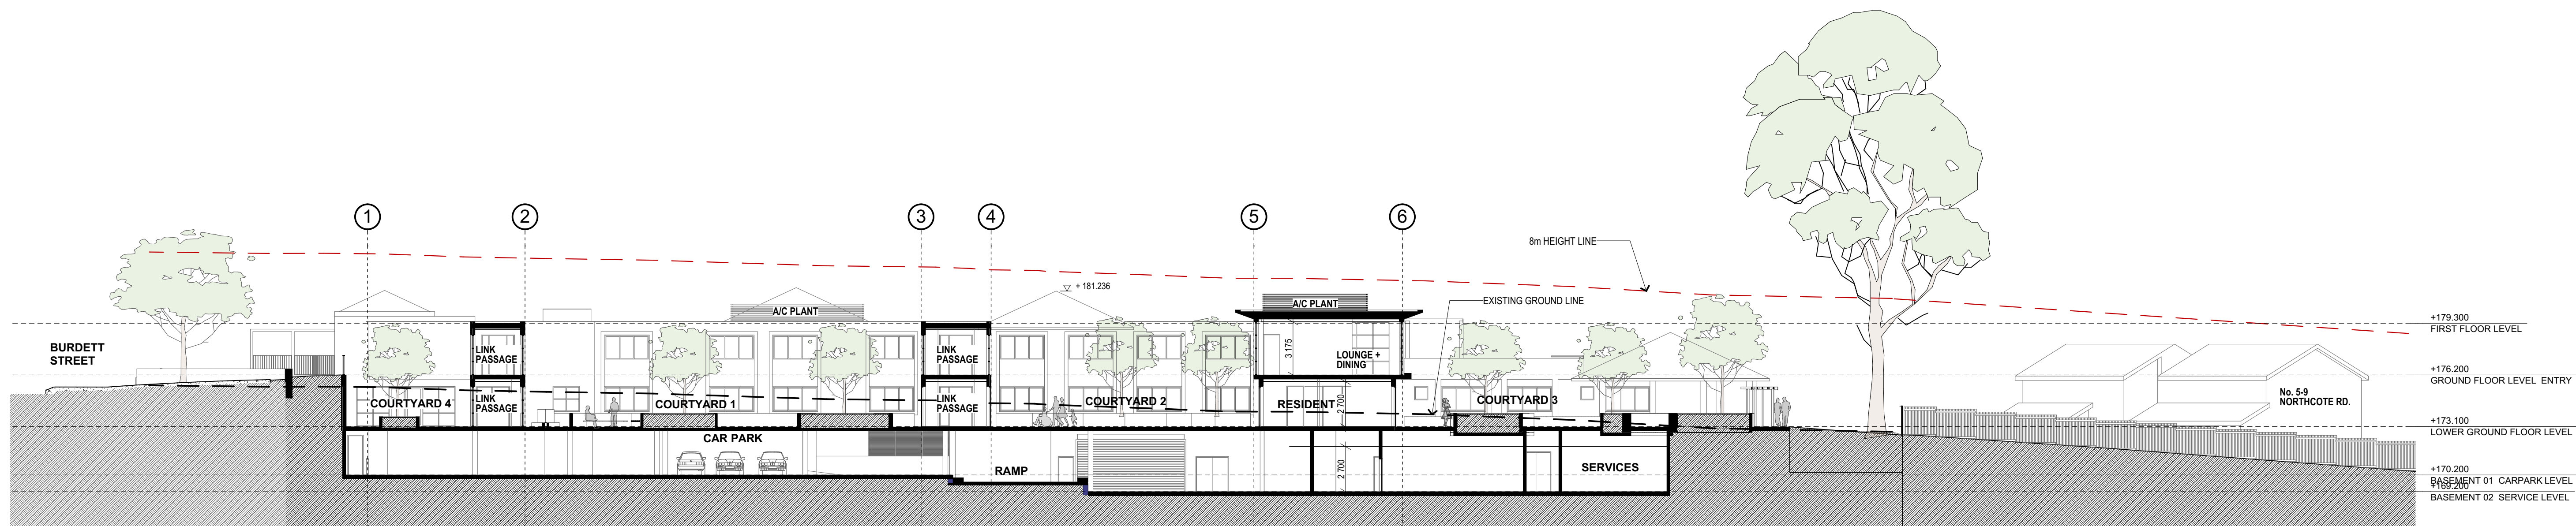 1
2
3
4
5
6
8m HEIGHT LINE
+ 181.236
A/C PLANT
A/C PLANT
EXISTING GROUND LINE
+179.300
FIRST FLOOR LEVEL
BURDETT
STREET
LINK
PASSAGE
LINK
PASSAGE
3 175
LOUNGE +
DINING
+176.200
GROUND FLOOR LEVEL ENTRY
COURTYARD 4
LINK
PASSAGE
COURTYARD 1
LINK
PASSAGE
COURTYARD 2
RESIDENT
2 700
COURTYARD 3
No. 5-9
NORTHCOTE RD.
+173.100
LOWER GROUND FLOOR LEVEL
CAR PARK
RAMP
2 700
SERVICES
+170.200
BASEMENT 01 CARPARK LEVEL
+169.200
BASEMENT 02 SERVICE LEVEL